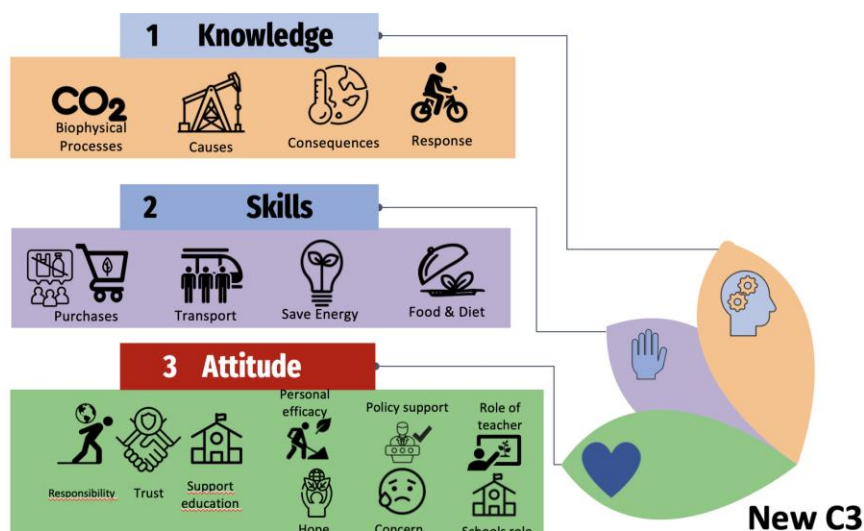 1 Knowledge
CO2
Biophysical
Processes
Causes
Consequences
Response
2 Skills
Purchases
Transport
Save Energy
Food & Diet
3 Attitude
Responsibility
Trust
Support
education
Personal
efficacy
Policy support
Role of
teacher
Hope
Concern
Schools role
New C3